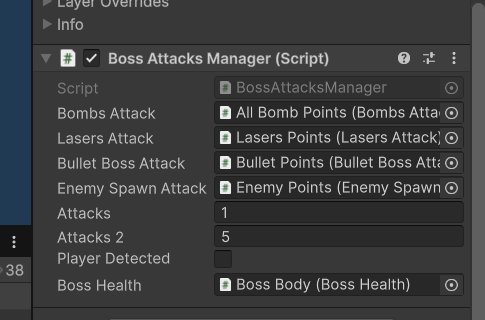 Layer Overrides
Info
# Boss Attacks Manager (Script)
Script # BossAttacksManager
Bombs Attack # All Bomb Points (Bombs Atta
Lasers Attack # Lasers Points (Lasers Attack)
Bullet Boss Attack # Bullet Points (Bullet Boss Atta
Enemy Spawn Attack # Enemy Points (Enemy Spawn
Attacks 1
Attacks 2 5
Player Detected
38
Boss Health # Boss Body (Boss Health)